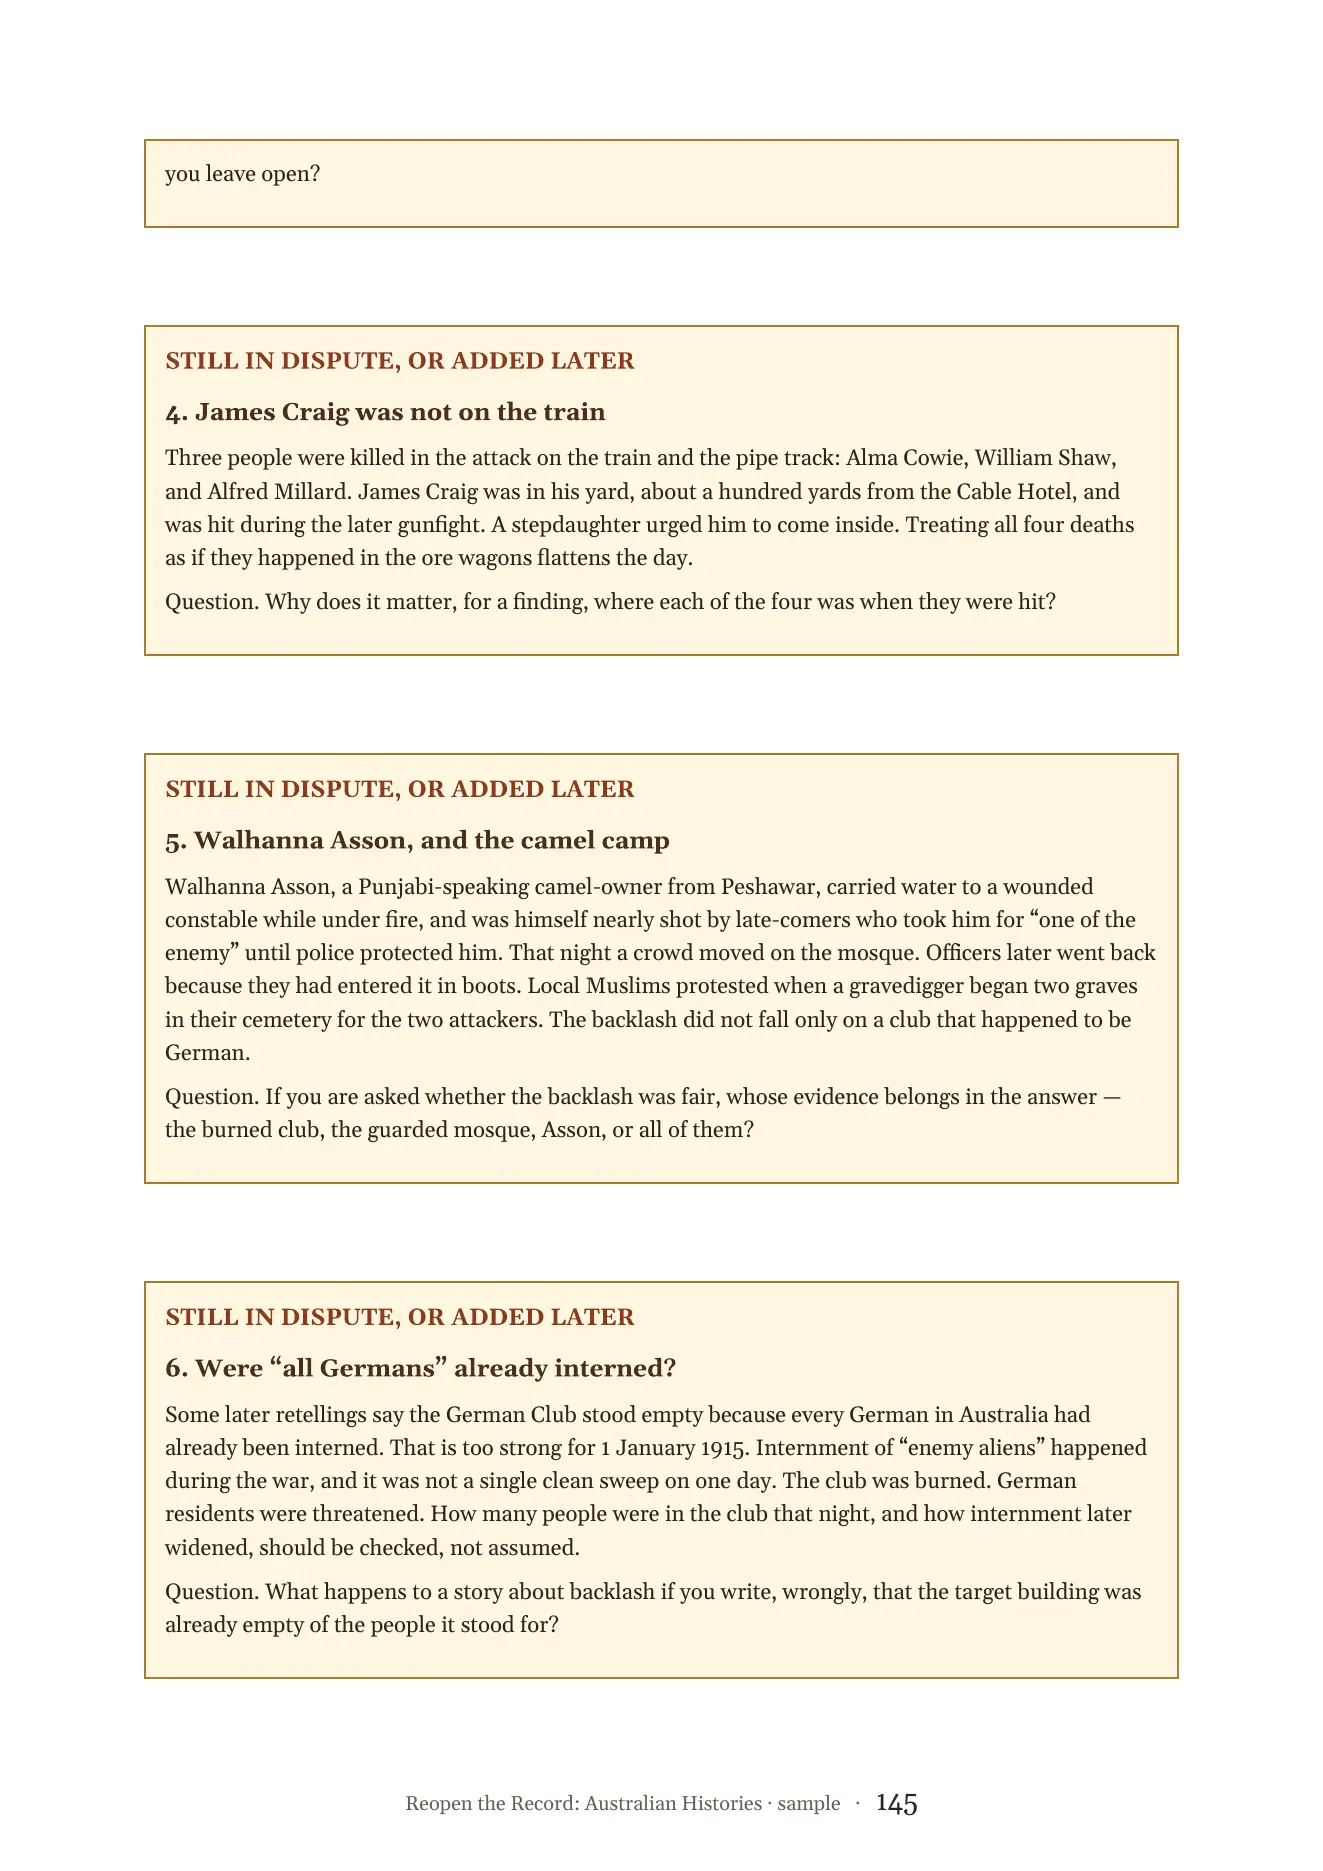 you leave open?
STILL IN DISPUTE, OR ADDED LATER
4. James Craig was not on the train
Three people were killed in the attack on the train and the pipe track: Alma Cowie, William Shaw,
and Alfred Millard. James Craig was in his yard, about a hundred yards from the Cable Hotel, and
was hit during the later gunfight. A stepdaughter urged him to come inside. Treating all four deaths
as if they happened in the ore wagons flattens the day.
Question. Why does it matter, for a finding, where each of the four was when they were hit?
STILL IN DISPUTE, OR ADDED LATER
5. Walhanna Asson, and the camel camp
Walhanna Asson, a Punjabi-speaking camel-owner from Peshawar, carried water to a wounded
constable while under fire, and was himself nearly shot by late-comers who took him for “one of the
enemy” until police protected him. That night a crowd moved on the mosque. Officers later went back
because they had entered it in boots. Local Muslims protested when a gravedigger began two graves
in their cemetery for the two attackers. The backlash did not fall only on a club that happened to be
German.
Question. If you are asked whether the backlash was fair, whose evidence belongs in the answer —
the burned club, the guarded mosque, Asson, or all of them?
STILL IN DISPUTE, OR ADDED LATER
6. Were “all Germans” already interned?
Some later retellings say the German Club stood empty because every German in Australia had
already been interned. That is too strong for 1 January 1915. Internment of “enemy aliens” happened
during the war, and it was not a single clean sweep on one day. The club was burned. German
residents were threatened. How many people were in the club that night, and how internment later
widened, should be checked, not assumed.
Question. What happens to a story about backlash if you write, wrongly, that the target building was
already empty of the people it stood for?
Reopen the Record: Australian Histories · sample · 145